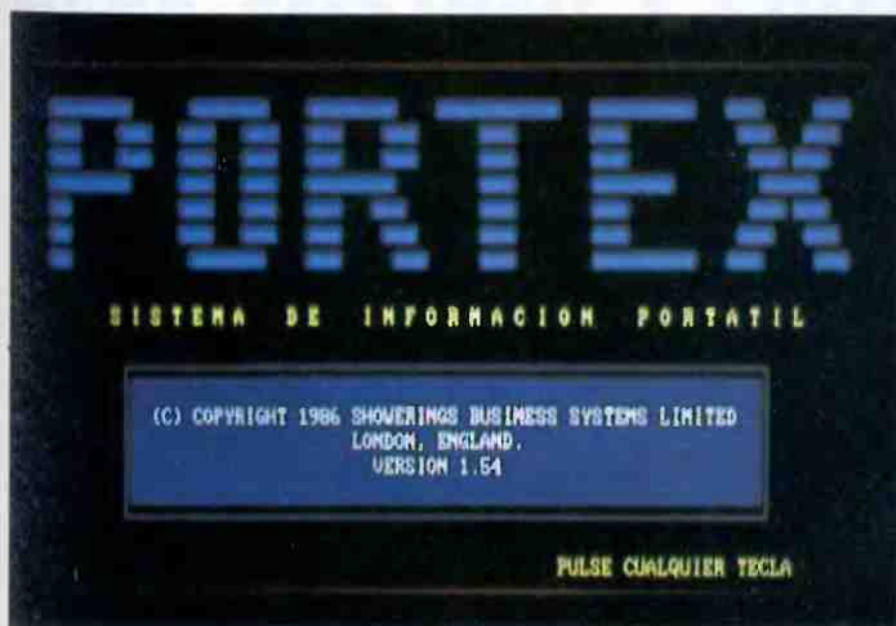 PORTEX
SISTEMA DE INFORMACION PORTATIL
(C) COPYRIGHT 1986 SHOWERINGS BUSINESS SYSTEMS LIMITED
LONDON, ENGLAND.
VERSION 1.54
PULSE CUALQUIER TECLA